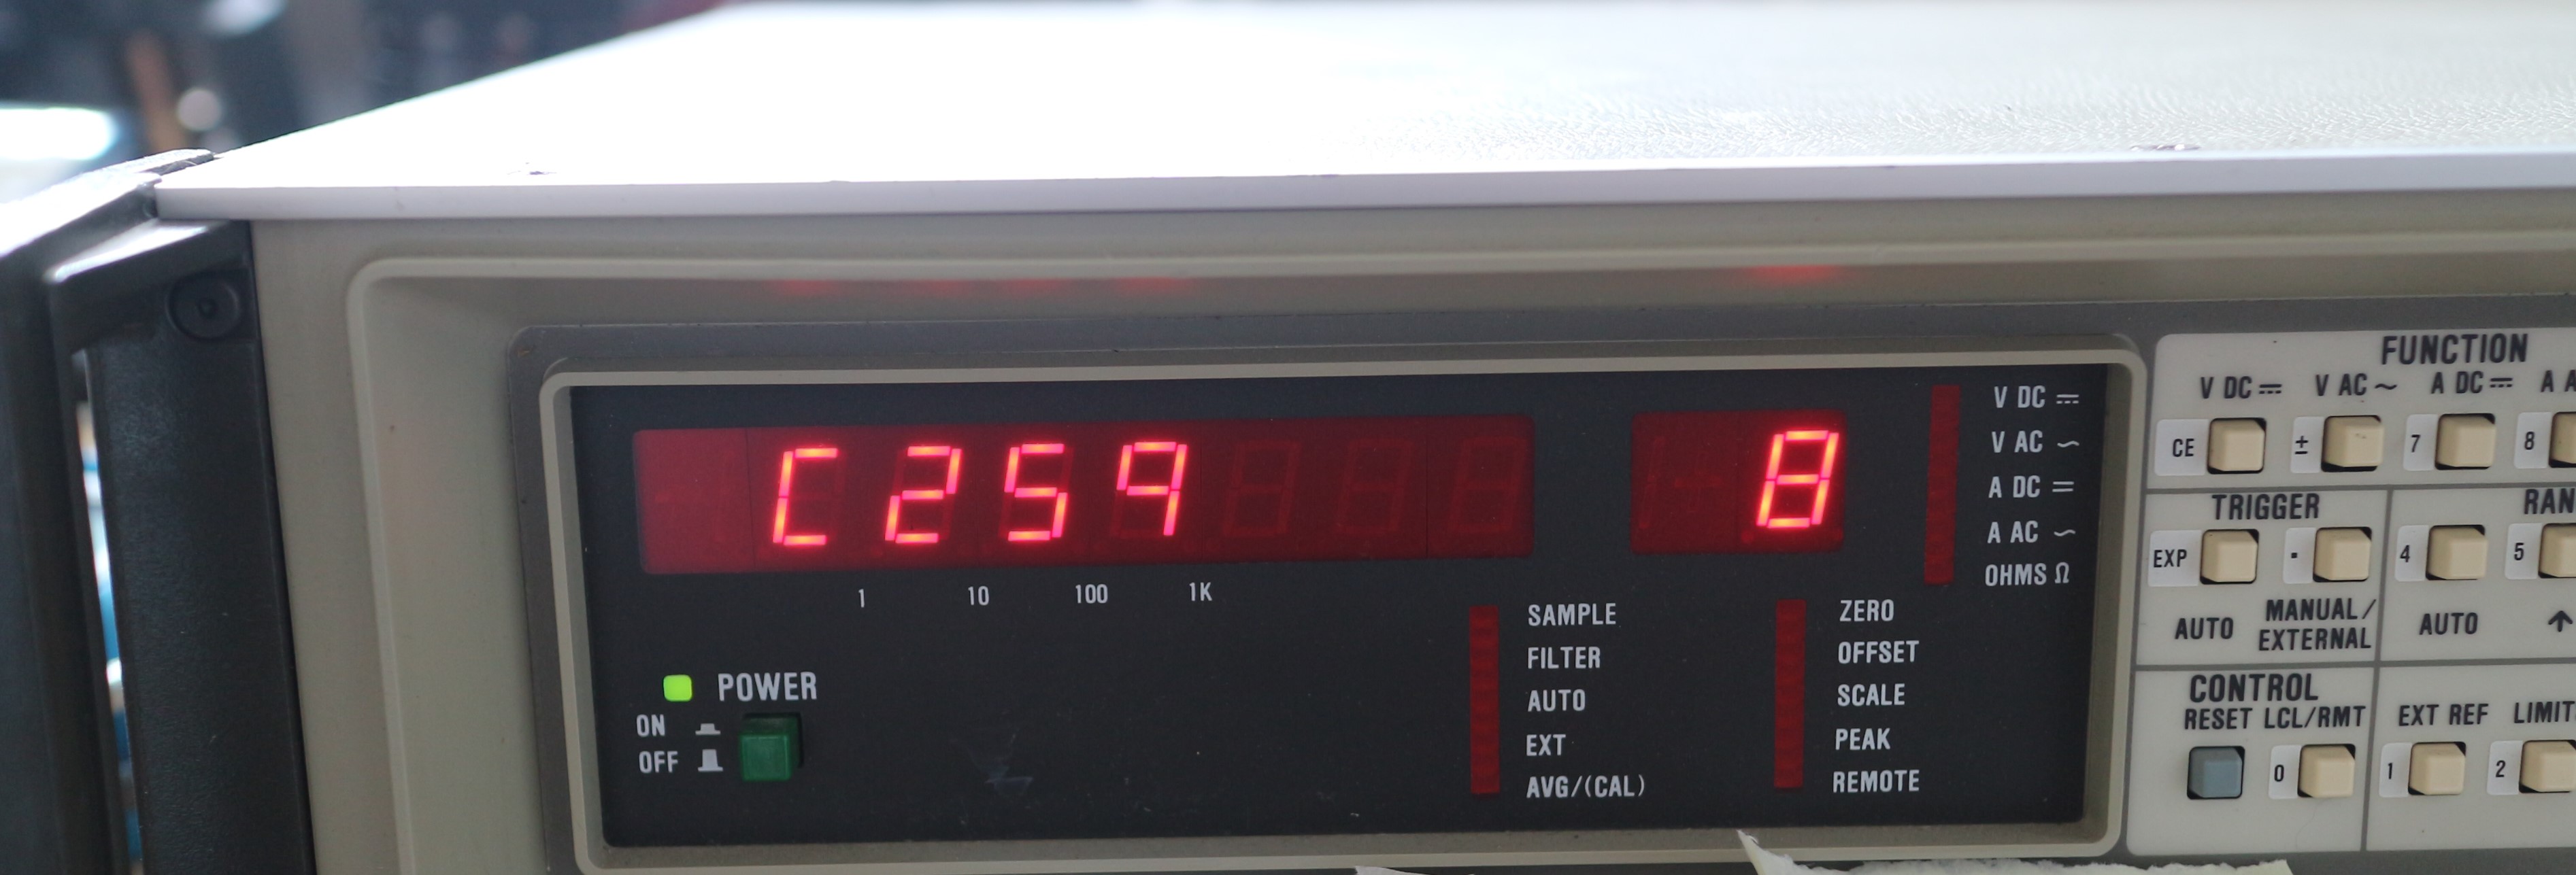 C259 8
1 10 100 1K
POWER
ON
OFF
SAMPLE
FILTER
AUTO
EXT
AVG/(CAL)
ZERO
OFFSET
SCALE
PEAK
REMOTE
V DC ⎓
V AC ∼
A DC ⎓
A AC ∼
OHMS Ω
FUNCTION
V DC ⎓ V AC ∼ A DC ⎓ A A
CE ± 7 8
TRIGGER RAN
EXP . 4 5
AUTO MANUAL/EXTERNAL AUTO ↑
CONTROL
RESET LCL/RMT EXT REF LIMIT
0 1 2